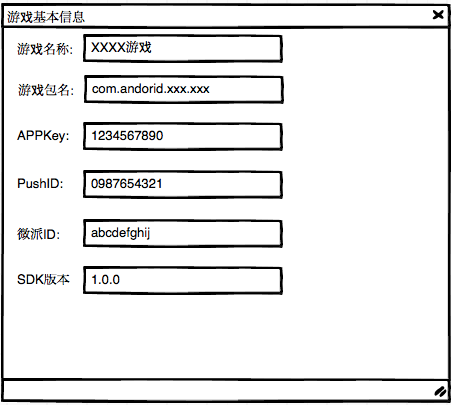 游戏基本信息
游戏名称: XXXX游戏
游戏包名: com.andorid.xxx.xxx
APPKey: 1234567890
PushID: 0987654321
微派ID: abcdefghij
SDK版本 1.0.0